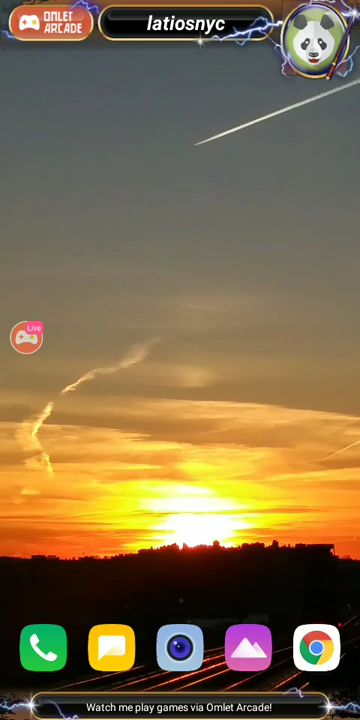 OMLET
ARCADE
latiosnyc
Live
Watch me play games via Omlet Arcade!